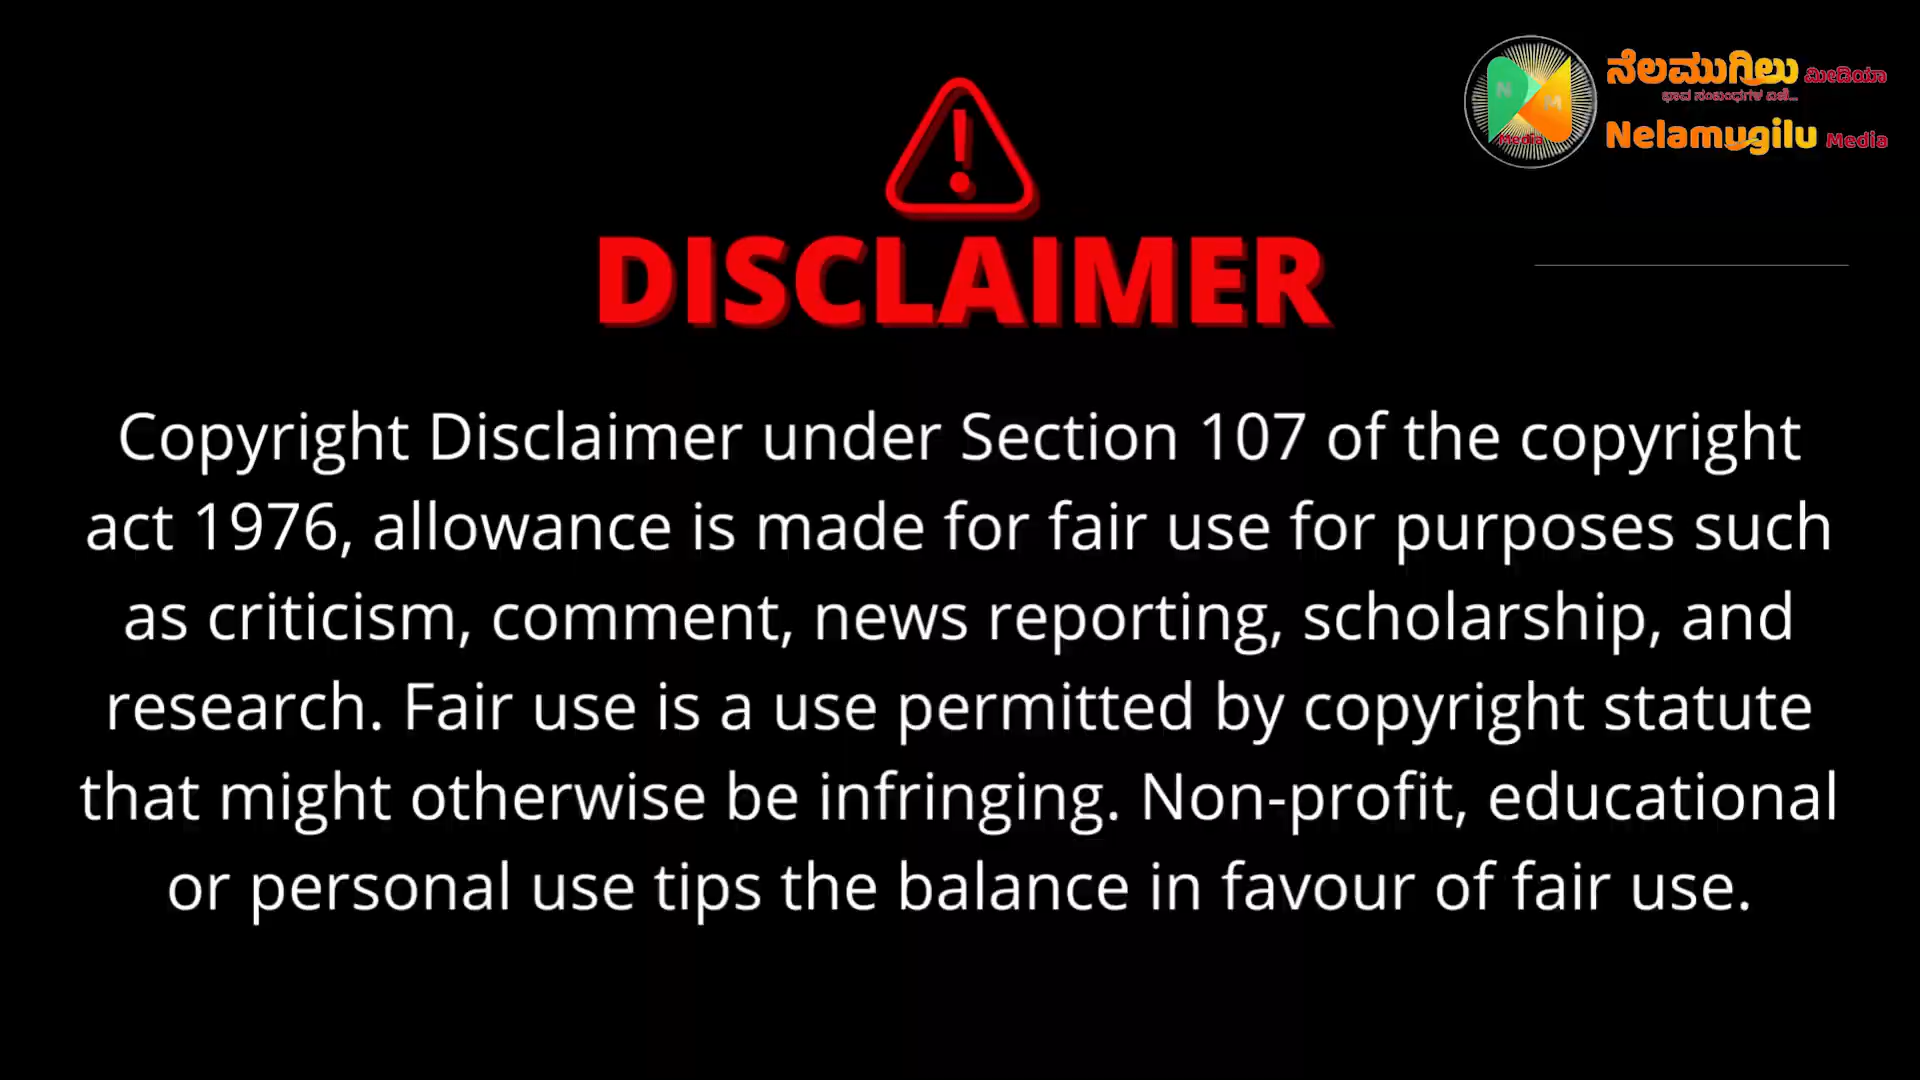 ನೆಲಮುಗಿಲು ಮೀಡಿಯಾ
Nelamugilu Media
N M
Media
DISCLAIMER
Copyright Disclaimer under Section 107 of the copyright
act 1976, allowance is made for fair use for purposes such
as criticism, comment, news reporting, scholarship, and
research. Fair use is a use permitted by copyright statute
that might otherwise be infringing. Non-profit, educational
or personal use tips the balance in favour of fair use.